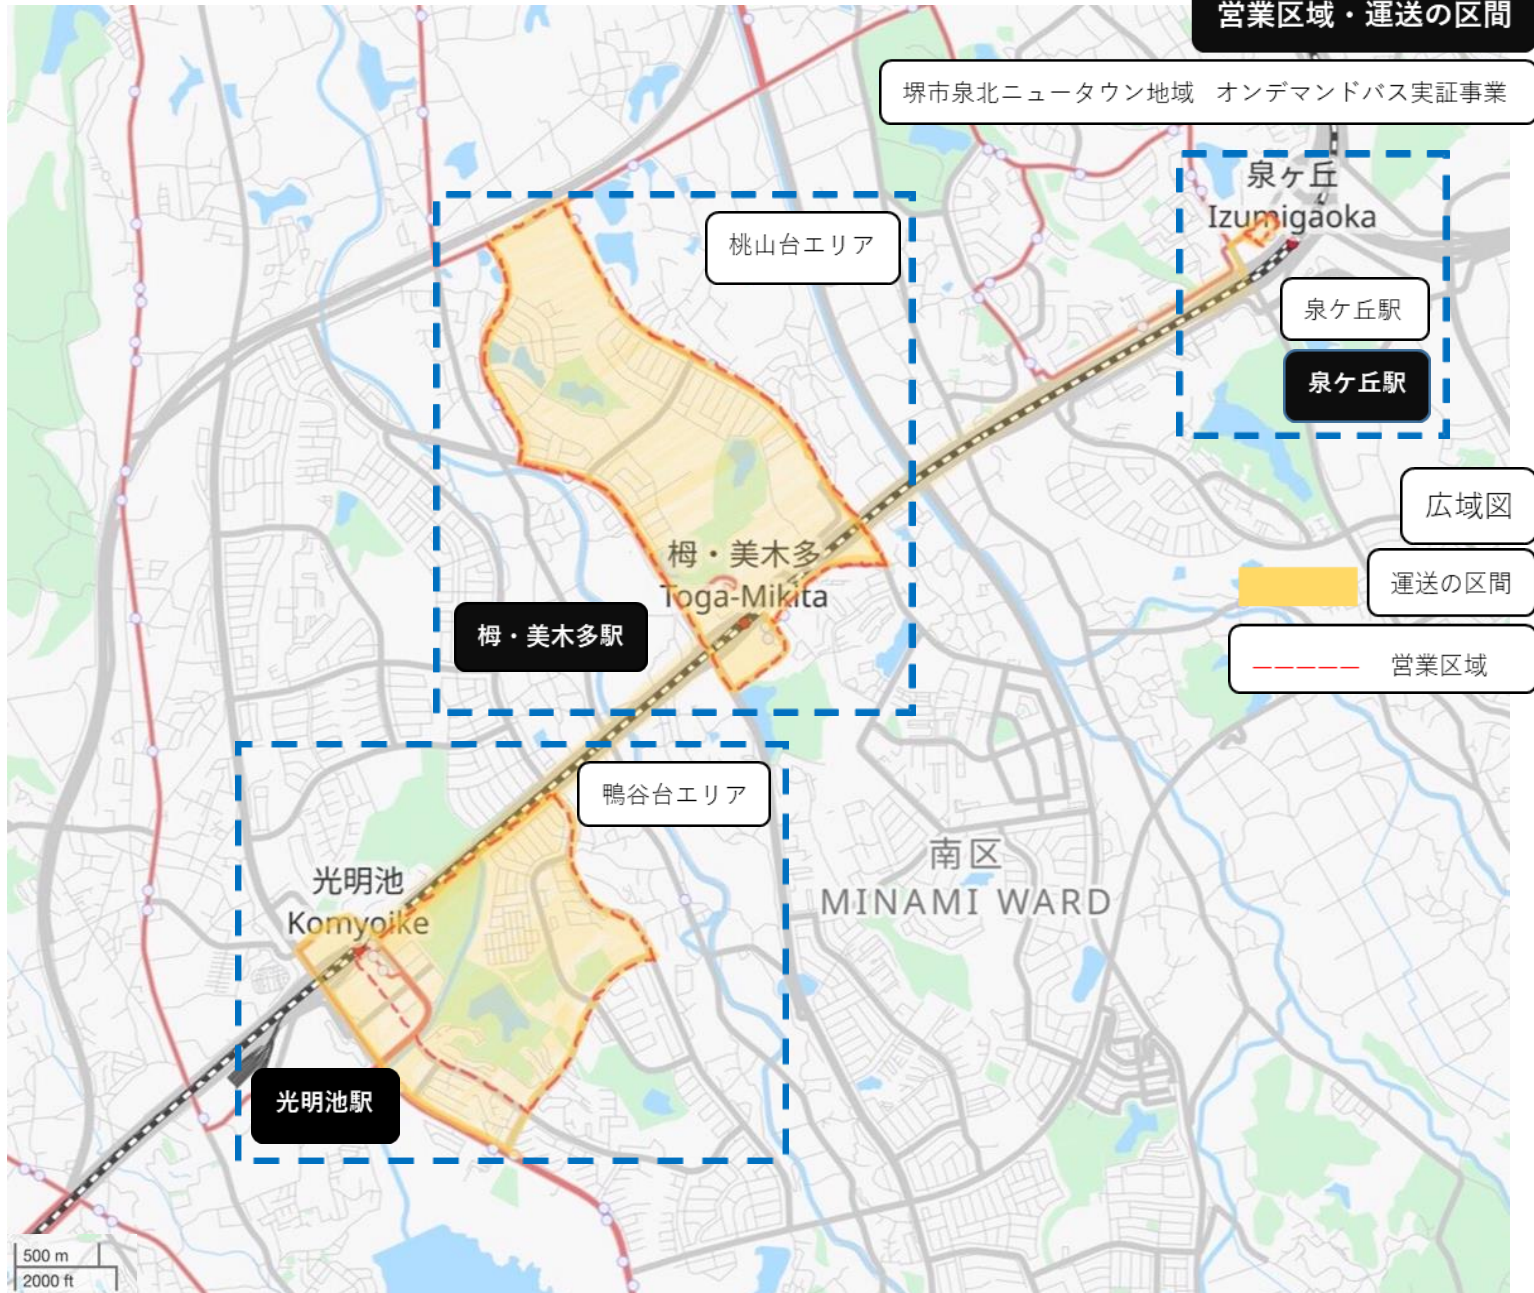 営業区域・運送の区間
堺市泉北ニュータウン地域 オンデマンドバス実証事業
泉ヶ丘
Izumigaoka
桃山台エリア
泉ケ丘駅
泉ケ丘駅
広域図
栂・美木多
Toga-Mikita
運送の区間
栂・美木多駅
営業区域
鴨谷台エリア
南区
MINAMI WARD
光明池
Komyoike
光明池駅
500 m
2000 ft